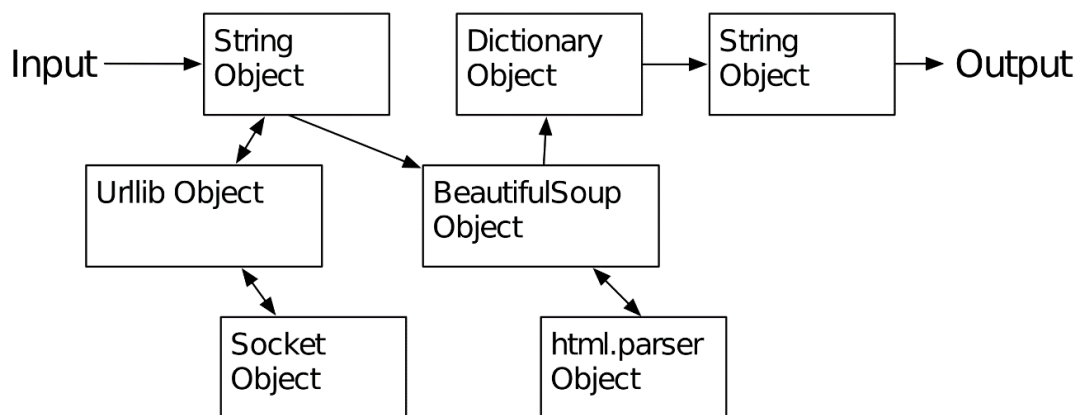 Input
String
Object
Dictionary
Object
String
Object
Output
Urllib Object
BeautifulSoup
Object
Socket
Object
html.parser
Object